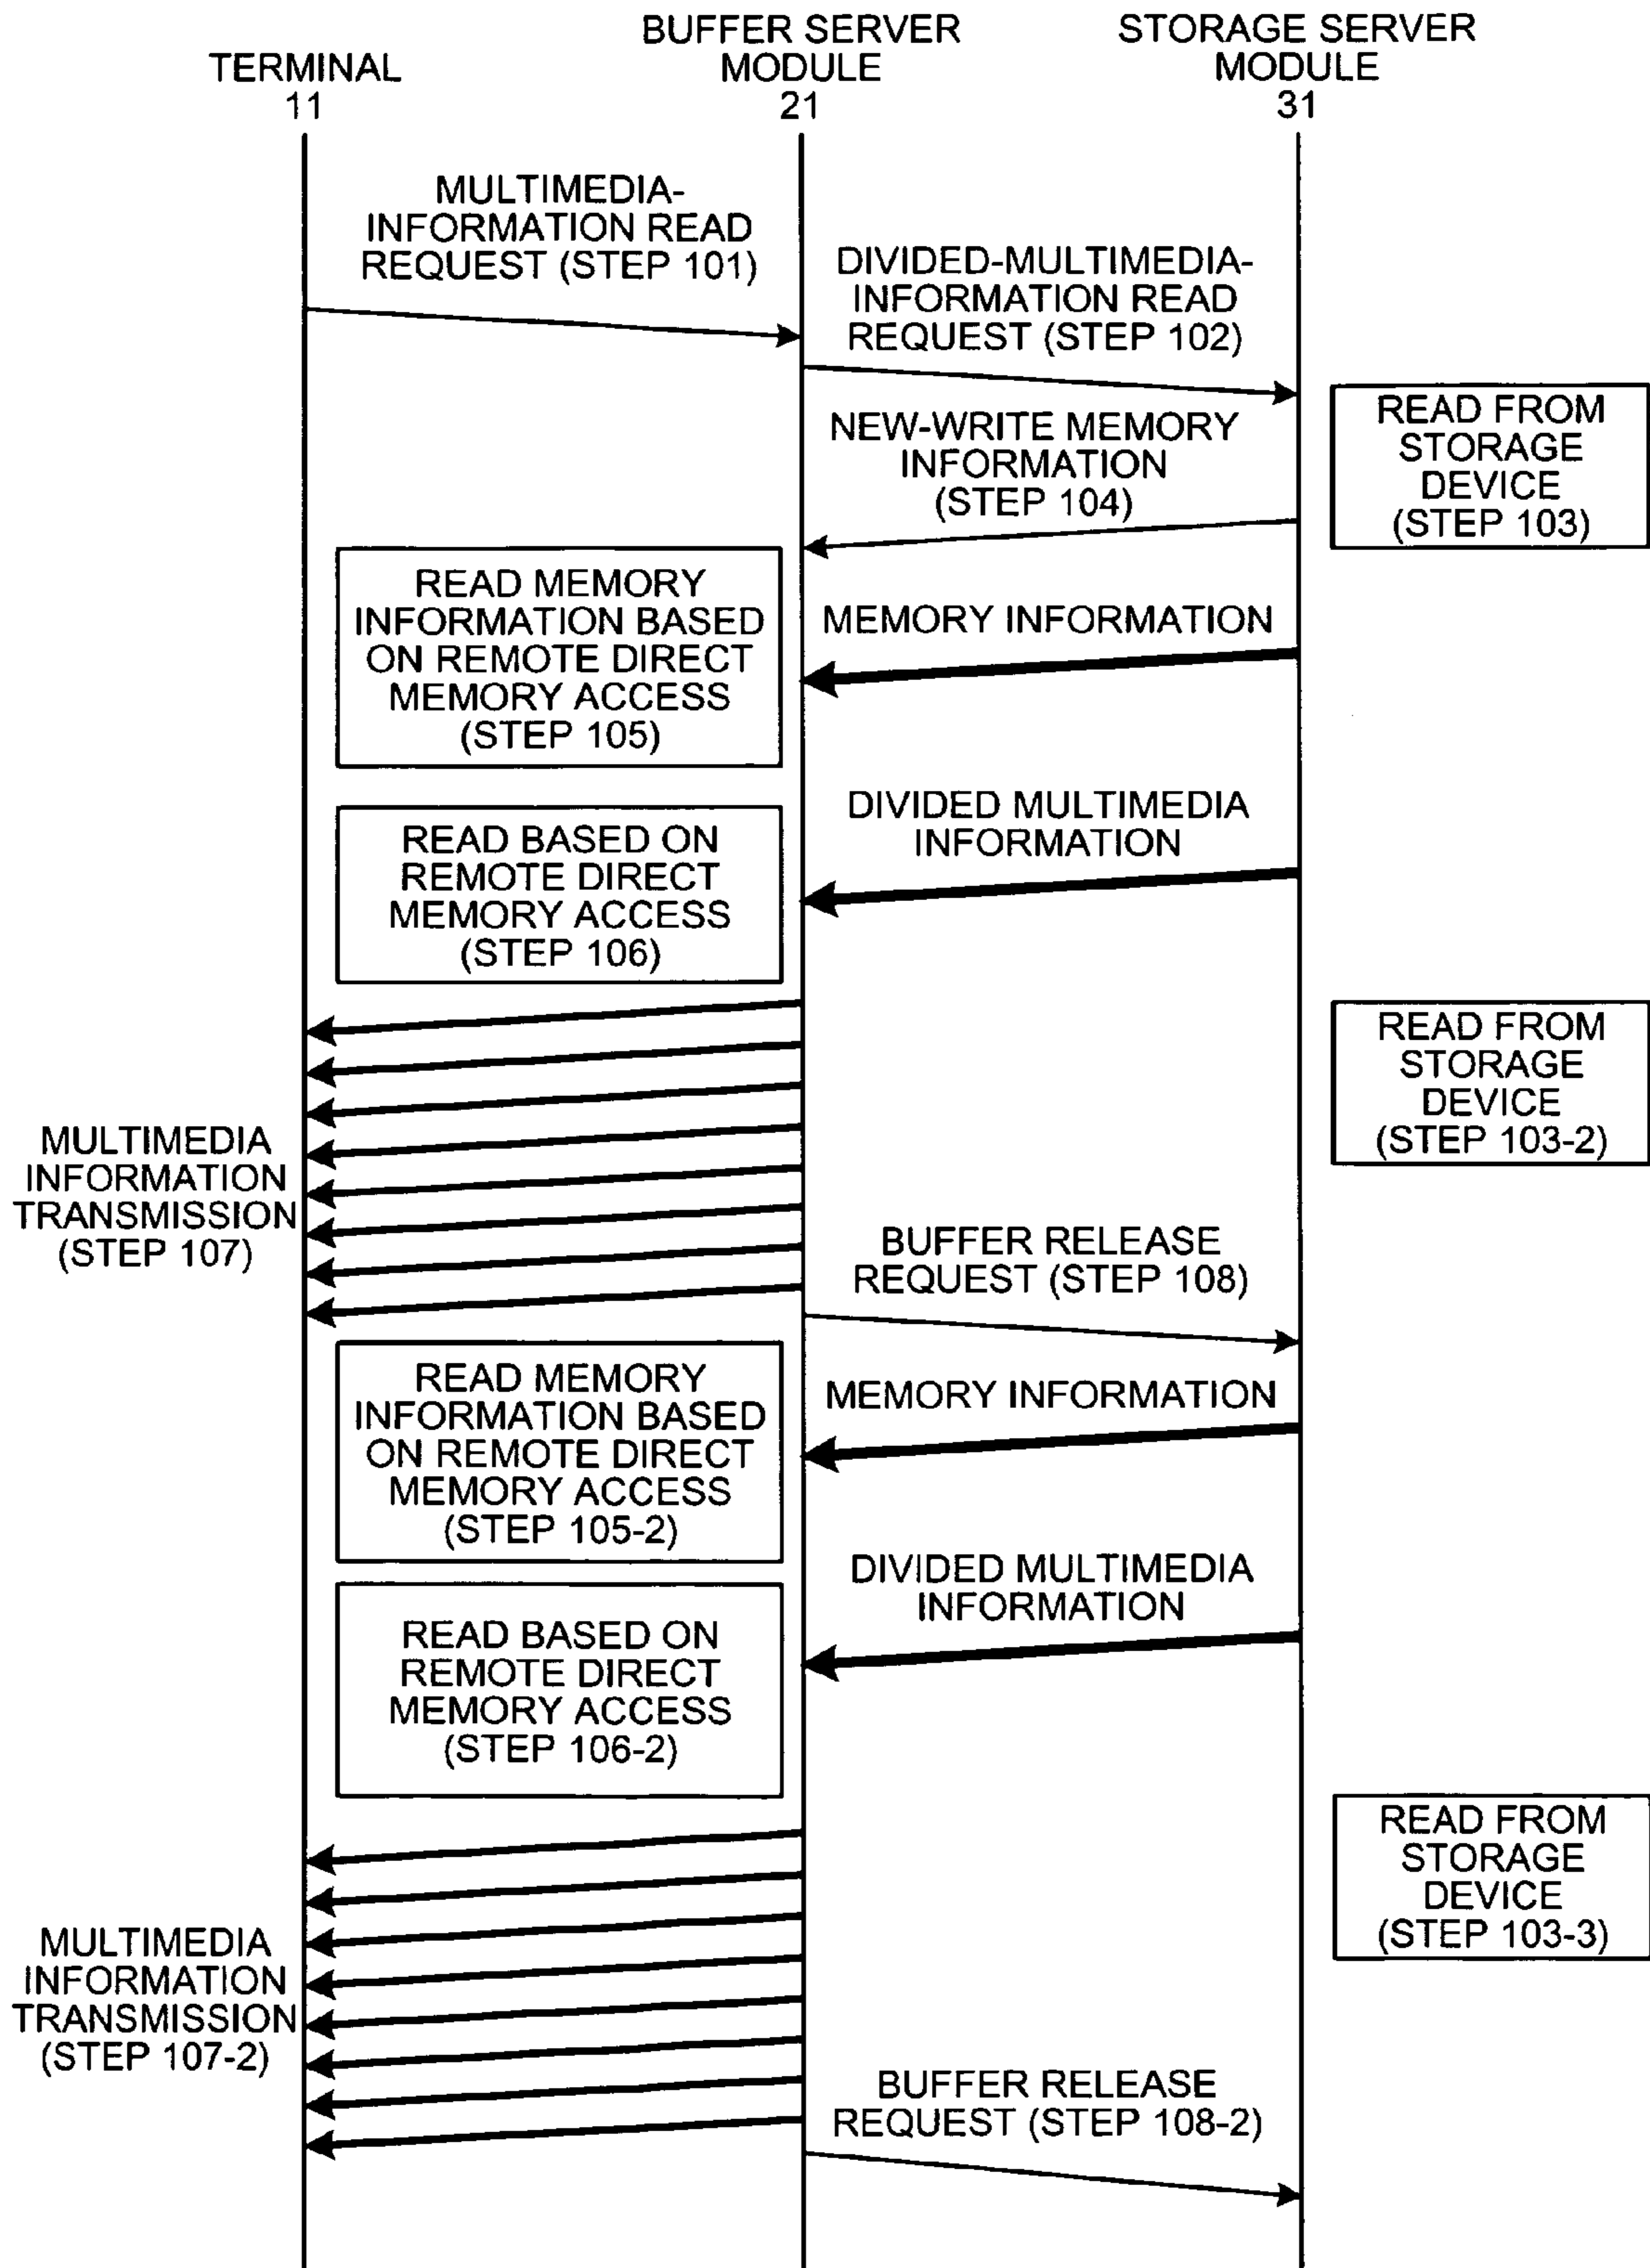 TERMINAL
11
BUFFER SERVER
MODULE
21
STORAGE SERVER
MODULE
31
MULTIMEDIA-
INFORMATION READ
REQUEST (STEP 101)
DIVIDED-MULTIMEDIA-
INFORMATION READ
REQUEST (STEP 102)
READ FROM
STORAGE
DEVICE
(STEP 103)
NEW-WRITE MEMORY
INFORMATION
(STEP 104)
READ MEMORY
INFORMATION BASED
ON REMOTE DIRECT
MEMORY ACCESS
(STEP 105)
MEMORY INFORMATION
READ BASED ON
REMOTE DIRECT
MEMORY ACCESS
(STEP 106)
DIVIDED MULTIMEDIA
INFORMATION
READ FROM
STORAGE
DEVICE
(STEP 103-2)
MULTIMEDIA
INFORMATION
TRANSMISSION
(STEP 107)
BUFFER RELEASE
REQUEST (STEP 108)
READ MEMORY
INFORMATION BASED
ON REMOTE DIRECT
MEMORY ACCESS
(STEP 105-2)
MEMORY INFORMATION
READ BASED ON
REMOTE DIRECT
MEMORY ACCESS
(STEP 106-2)
DIVIDED MULTIMEDIA
INFORMATION
READ FROM
STORAGE
DEVICE
(STEP 103-3)
MULTIMEDIA
INFORMATION
TRANSMISSION
(STEP 107-2)
BUFFER RELEASE
REQUEST (STEP 108-2)